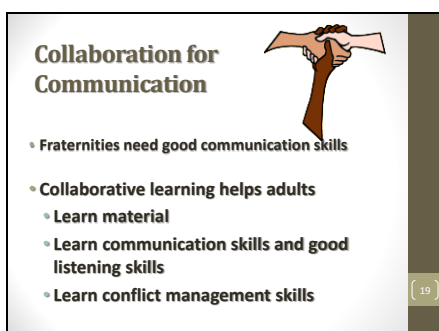 Collaboration for
Communication
• Fraternities need good communication skills
• Collaborative learning helps adults
• Learn material
• Learn communication skills and good
listening skills
• Learn conflict management skills
19